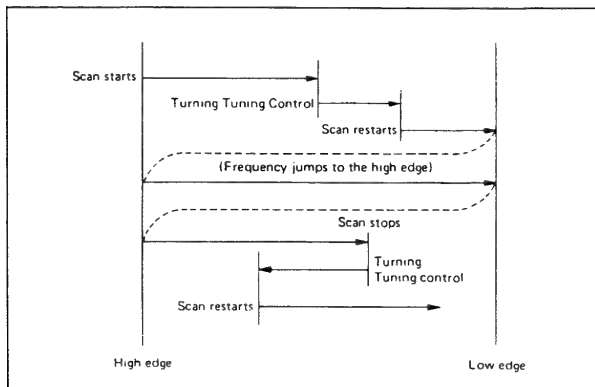 Scan starts
Turning Tuning Control
Scan restarts
(Frequency jumps to the high edge)
Scan stops
Turning
Tuning control
Scan restarts
High edge
Low edge